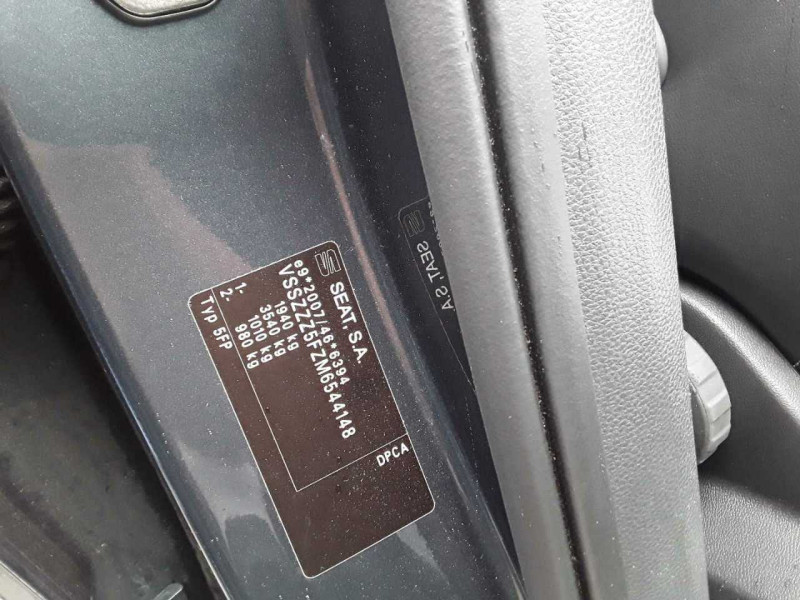 SEAT, S.A.
e9*2007/46*6394
VSSZZZ5FZM6544148
1940 kg
3540 kg
1- 1010 kg
2- 980 kg
Typ 5FP
DPCA
SEAT, S.A